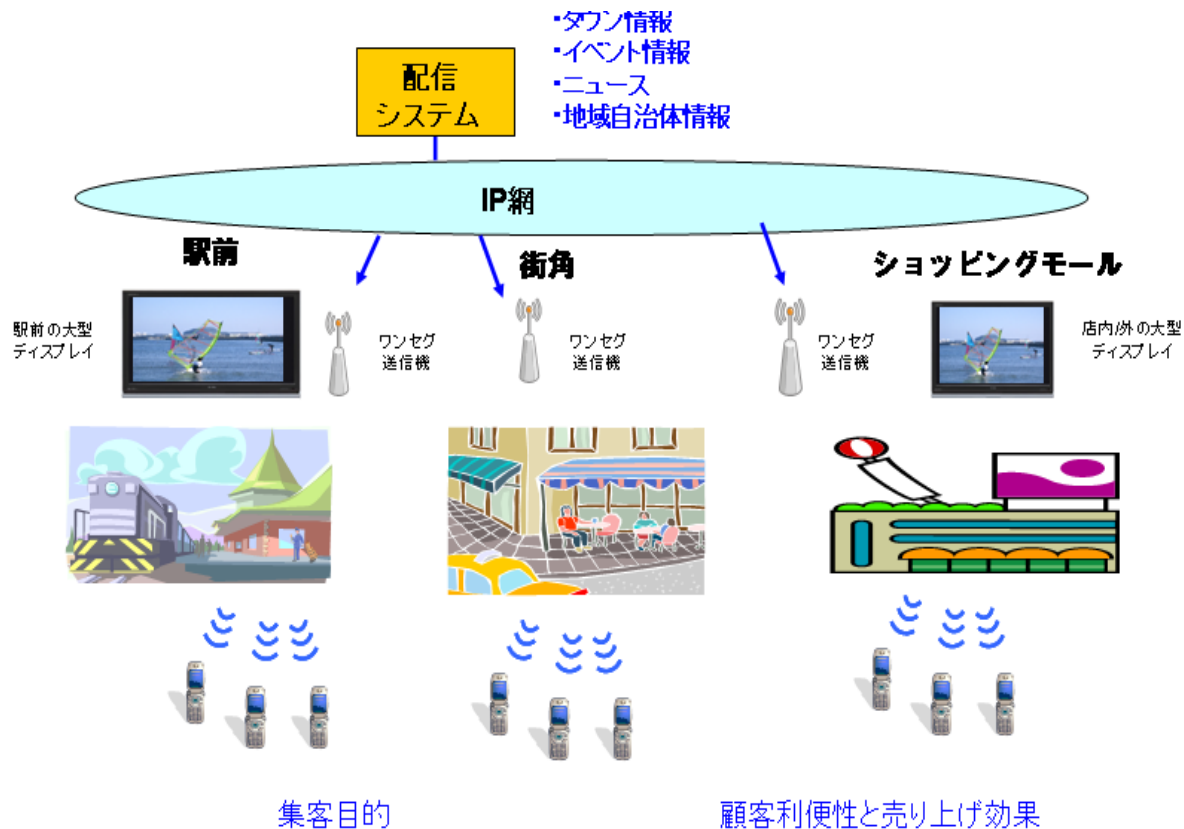 ・タウン情報
・イベント情報
・ニュース
・地域自治体情報
配信
システム
IP網
駅前
街角
ショッピングモール
駅前の大型
ディスプレイ
ワンセグ
送信機
ワンセグ
送信機
ワンセグ
送信機
店内/外の大型
ディスプレイ
集客目的
顧客利便性と売り上げ効果